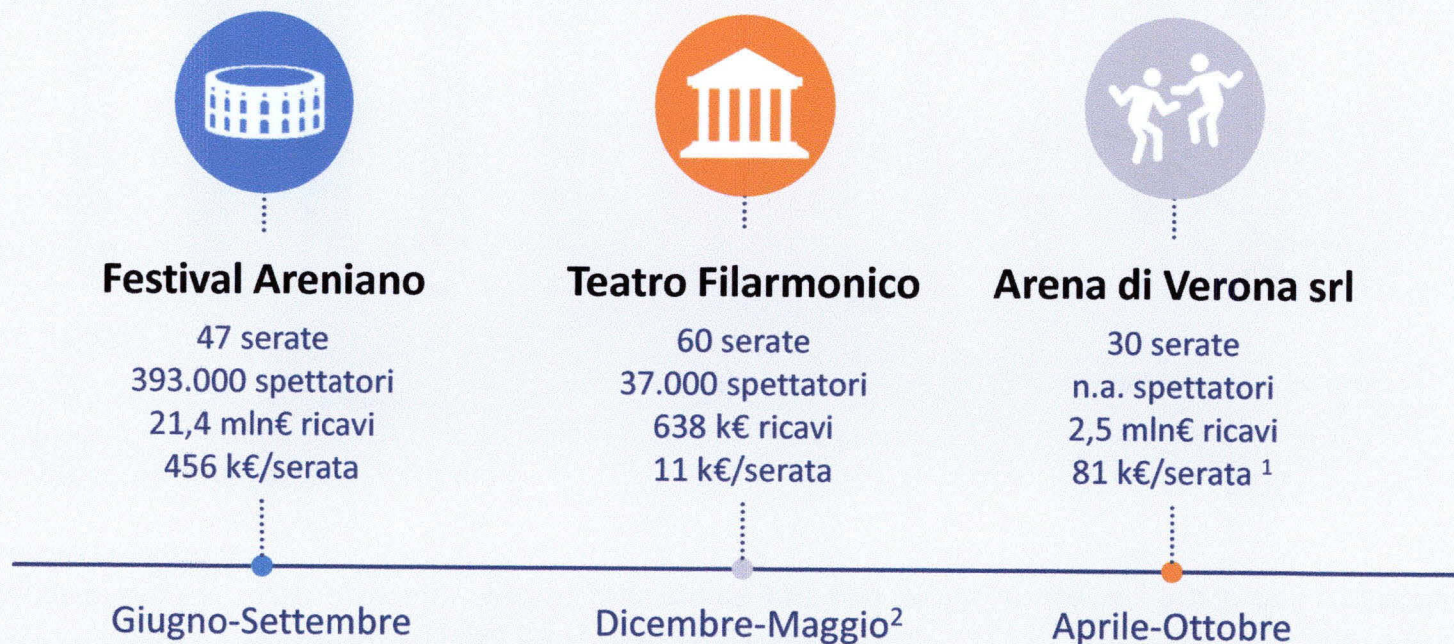 Festival Areniano
47 serate
393.000 spettatori
21,4 mln€ ricavi
456 k€/serata
Giugno-Settembre
Teatro Filarmonico
60 serate
37.000 spettatori
638 k€ ricavi
11 k€/serata
Dicembre-Maggio²
Arena di Verona srl
30 serate
n.a. spettatori
2,5 mln€ ricavi
81 k€/serata ¹
Aprile-Ottobre